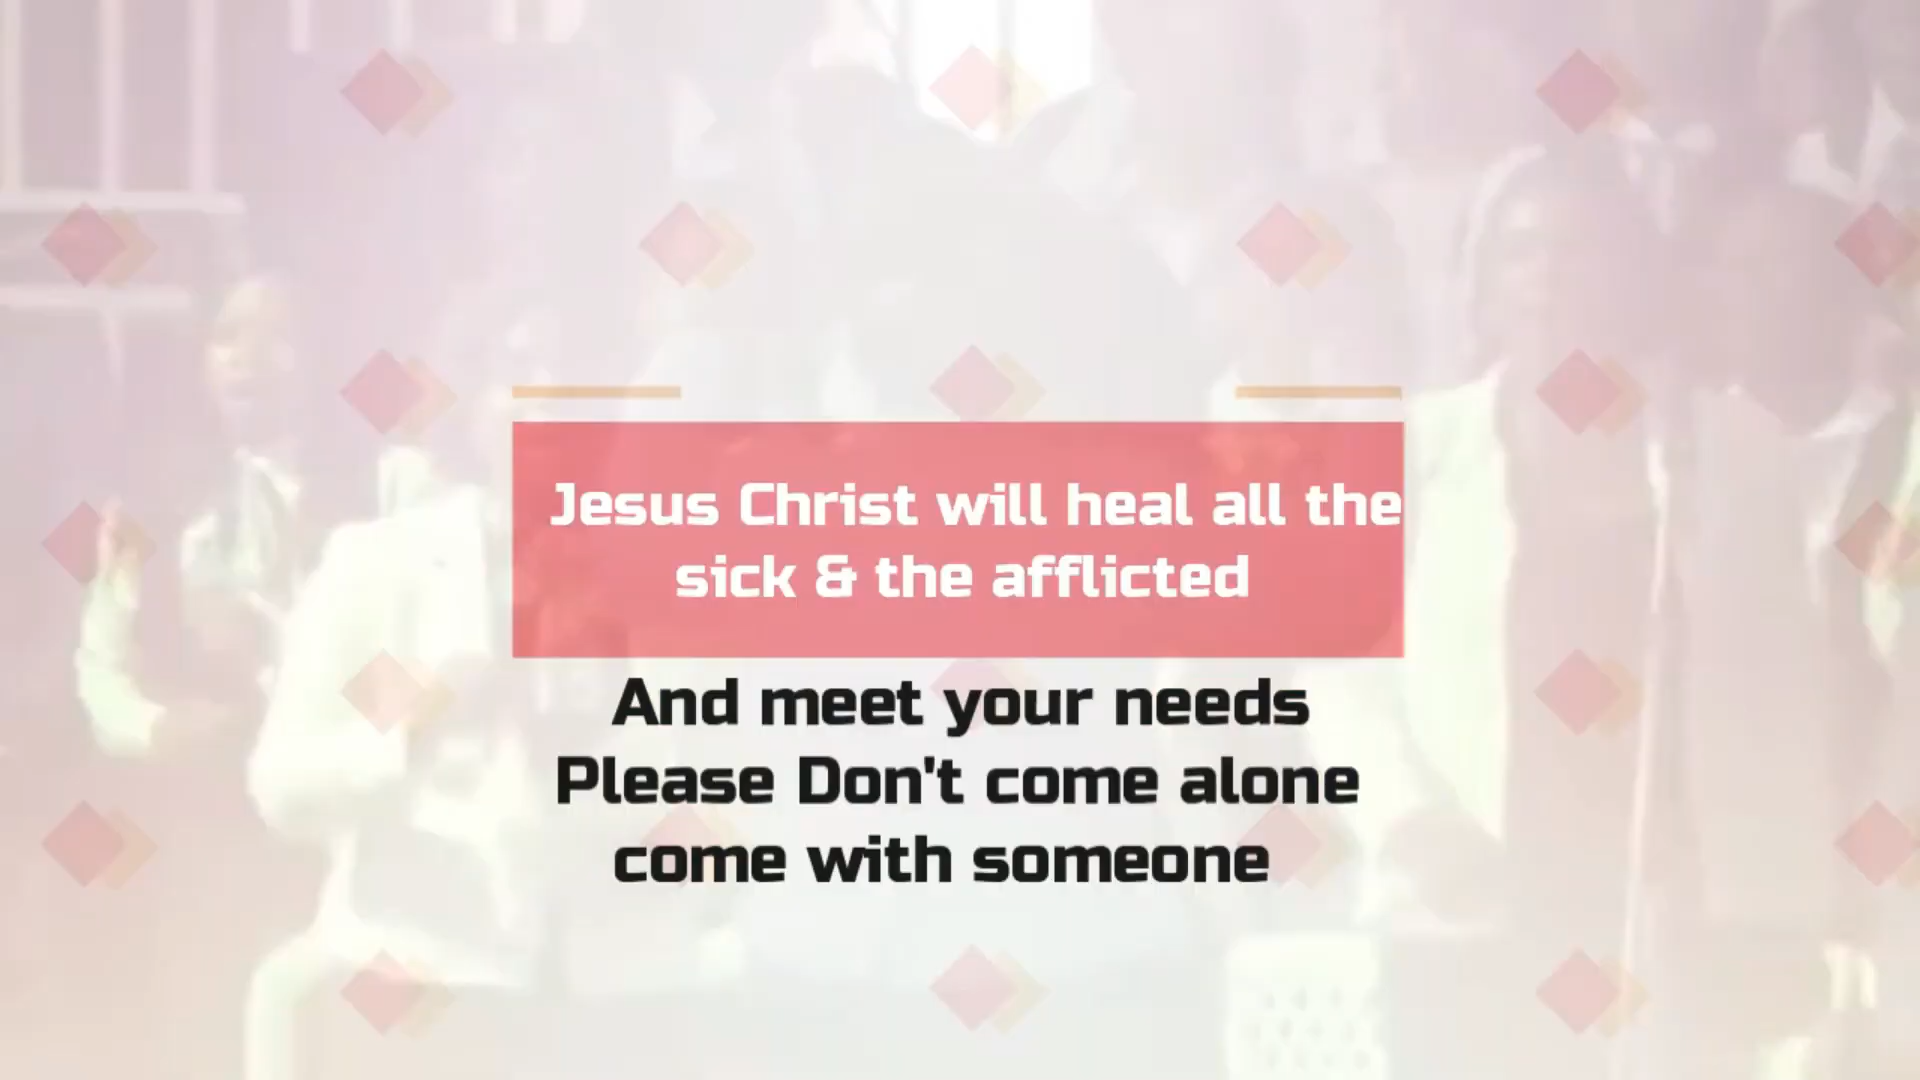 Jesus Christ will heal all the
sick & the afflicted
And meet your needs
Please Don't come alone
come with someone